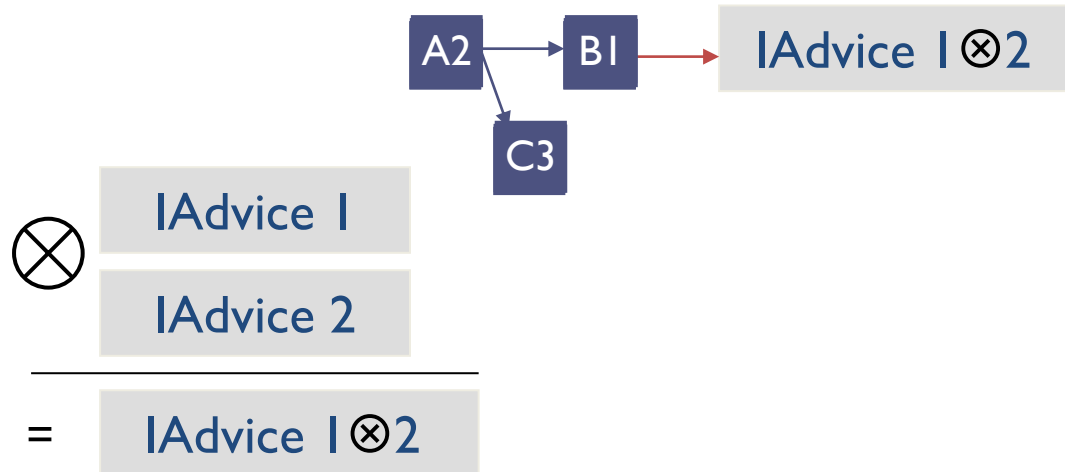 A2 B1 IAdvice 1⊗2
C3
IAdvice 1
⊗
IAdvice 2
= IAdvice 1⊗2